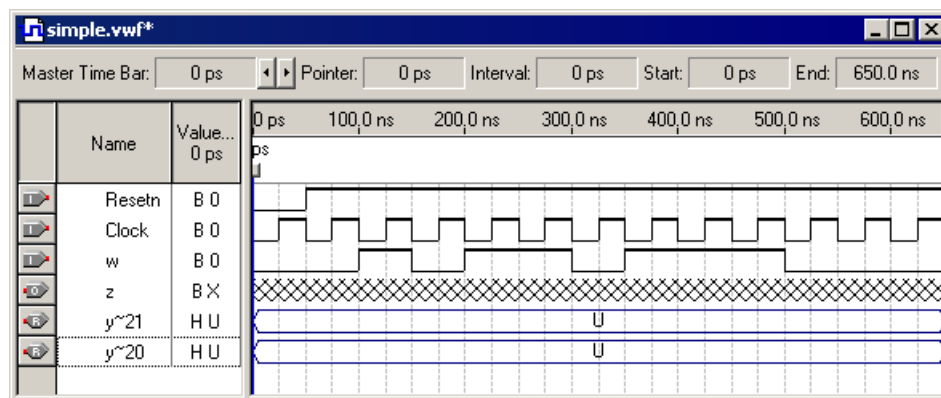 simple.vwf*
Master Time Bar: 0 ps Pointer: 0 ps Interval: 0 ps Start: 0 ps End: 650.0 ns
Name Value... 0 ps
0 ps 100,0 ns 200,0 ns 300,0 ns 400,0 ns 500,0 ns 600,0 ns
ps
Resetn B 0
Clock B 0
w B 0
z B X
y~21 H U U
y~20 H U U